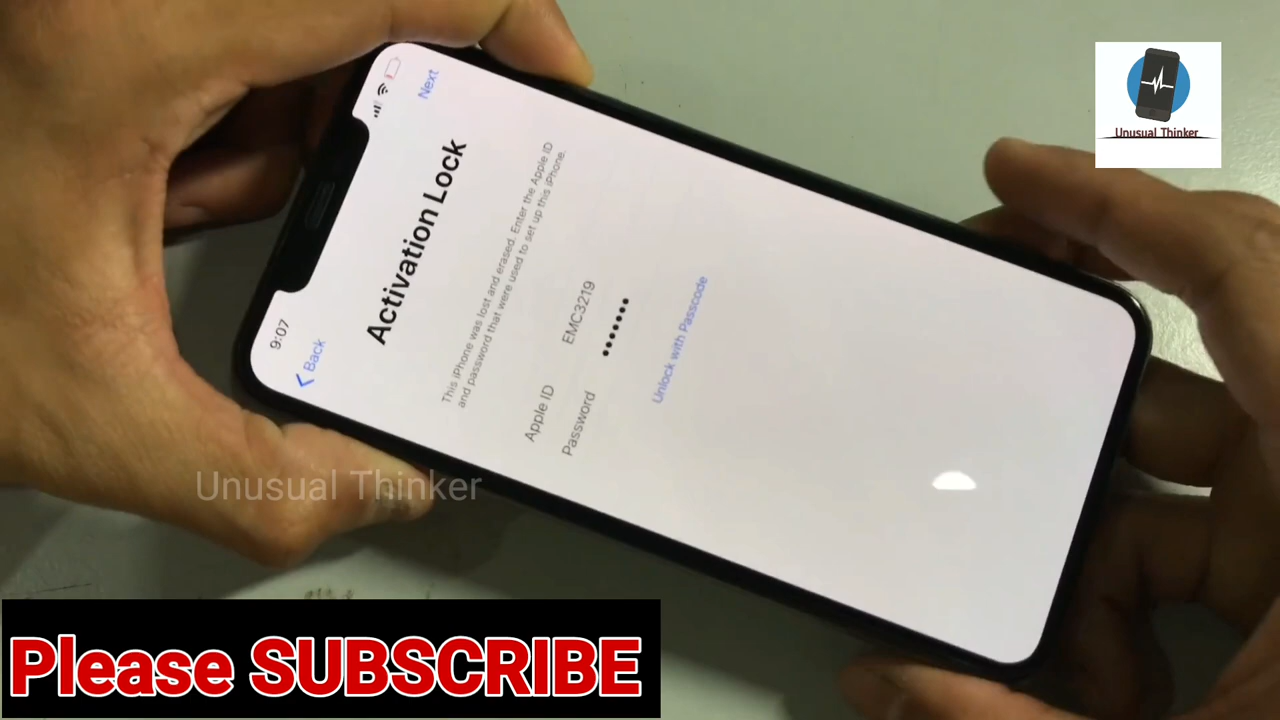 9:07
Back
Next
Activation Lock
This iPhone was lost and erased. Enter the Apple ID
and password that were used to set up this iPhone.
Apple ID EMC3219
Password •••••••
Unlock with Passcode
Unusual Thinker
Unusual Thinker
Please SUBSCRIBE